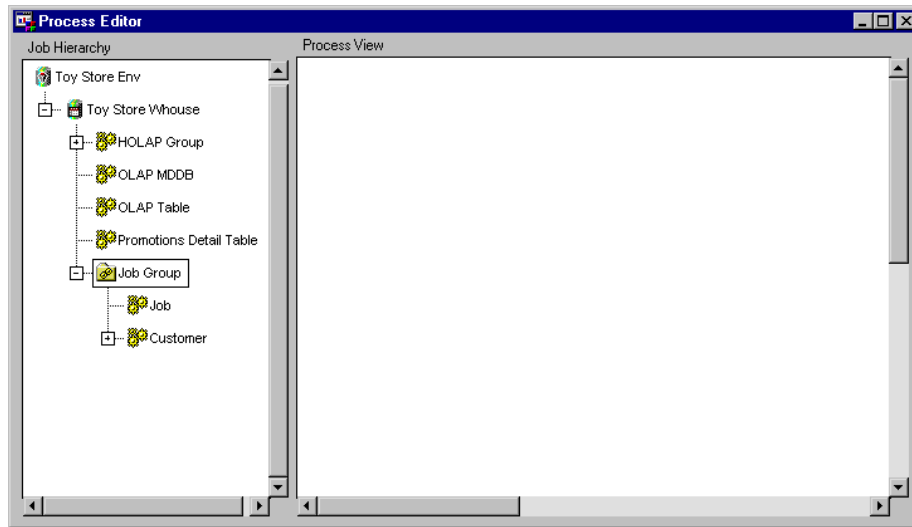 Process Editor
Job Hierarchy
Process View
Toy Store Env
Toy Store Whouse
HOLAP Group
OLAP MDDB
OLAP Table
Promotions Detail Table
Job Group
Job
Customer